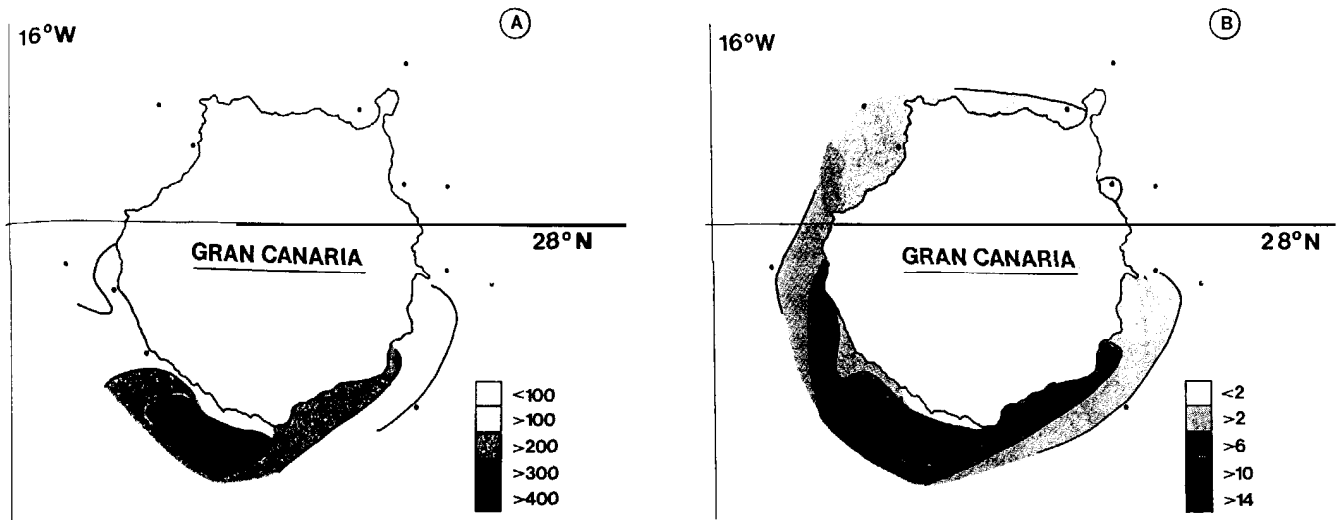 A
16°W
GRAN CANARIA
28°N
<100
>100
>200
>300
>400
B
16°W
GRAN CANARIA
28°N
<2
>2
>6
>10
>14